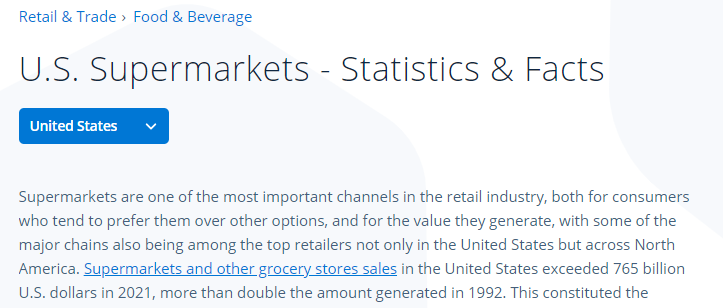 Retail & Trade › Food & Beverage
U.S. Supermarkets - Statistics & Facts
United States
Supermarkets are one of the most important channels in the retail industry, both for consumers
who tend to prefer them over other options, and for the value they generate, with some of the
major chains also being among the top retailers not only in the United States but across North
America. Supermarkets and other grocery stores sales in the United States exceeded 765 billion
U.S. dollars in 2021, more than double the amount generated in 1992. This constituted the